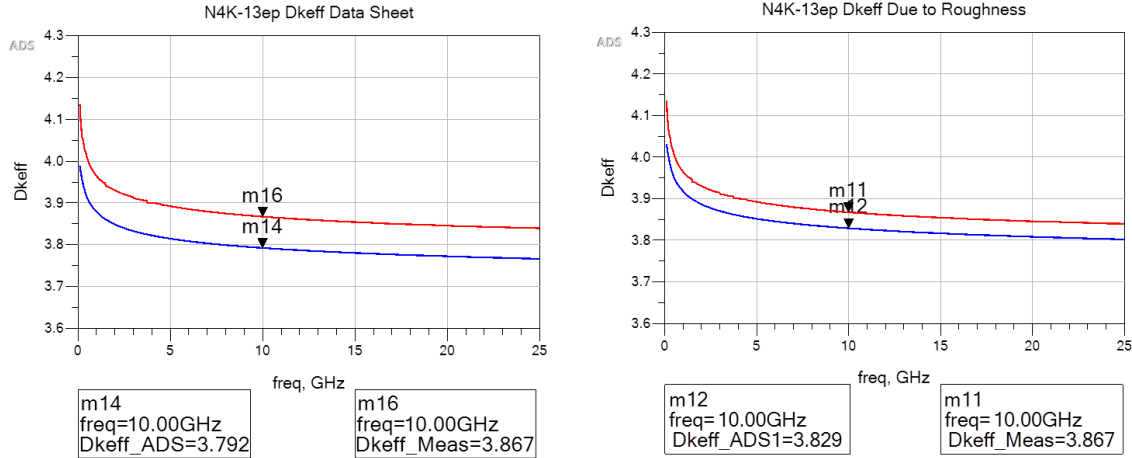 N4K-13ep Dkeff Data Sheet
ADS
4.3
4.2
4.1
4.0
3.9
3.8
3.7
3.6
Dkeff
m16
m14
0
5
10
15
20
25
freq, GHz
m14
freq=10.00GHz
Dkeff_ADS=3.792
m16
freq=10.00GHz
Dkeff_Meas=3.867
N4K-13ep Dkeff Due to Roughness
ADS
4.3
4.2
4.1
4.0
3.9
3.8
3.7
3.6
Dkeff
m11
m12
0
5
10
15
20
25
freq, GHz
m12
freq= 10.00GHz
Dkeff_ADS1=3.829
m11
freq= 10.00GHz
Dkeff_Meas=3.867